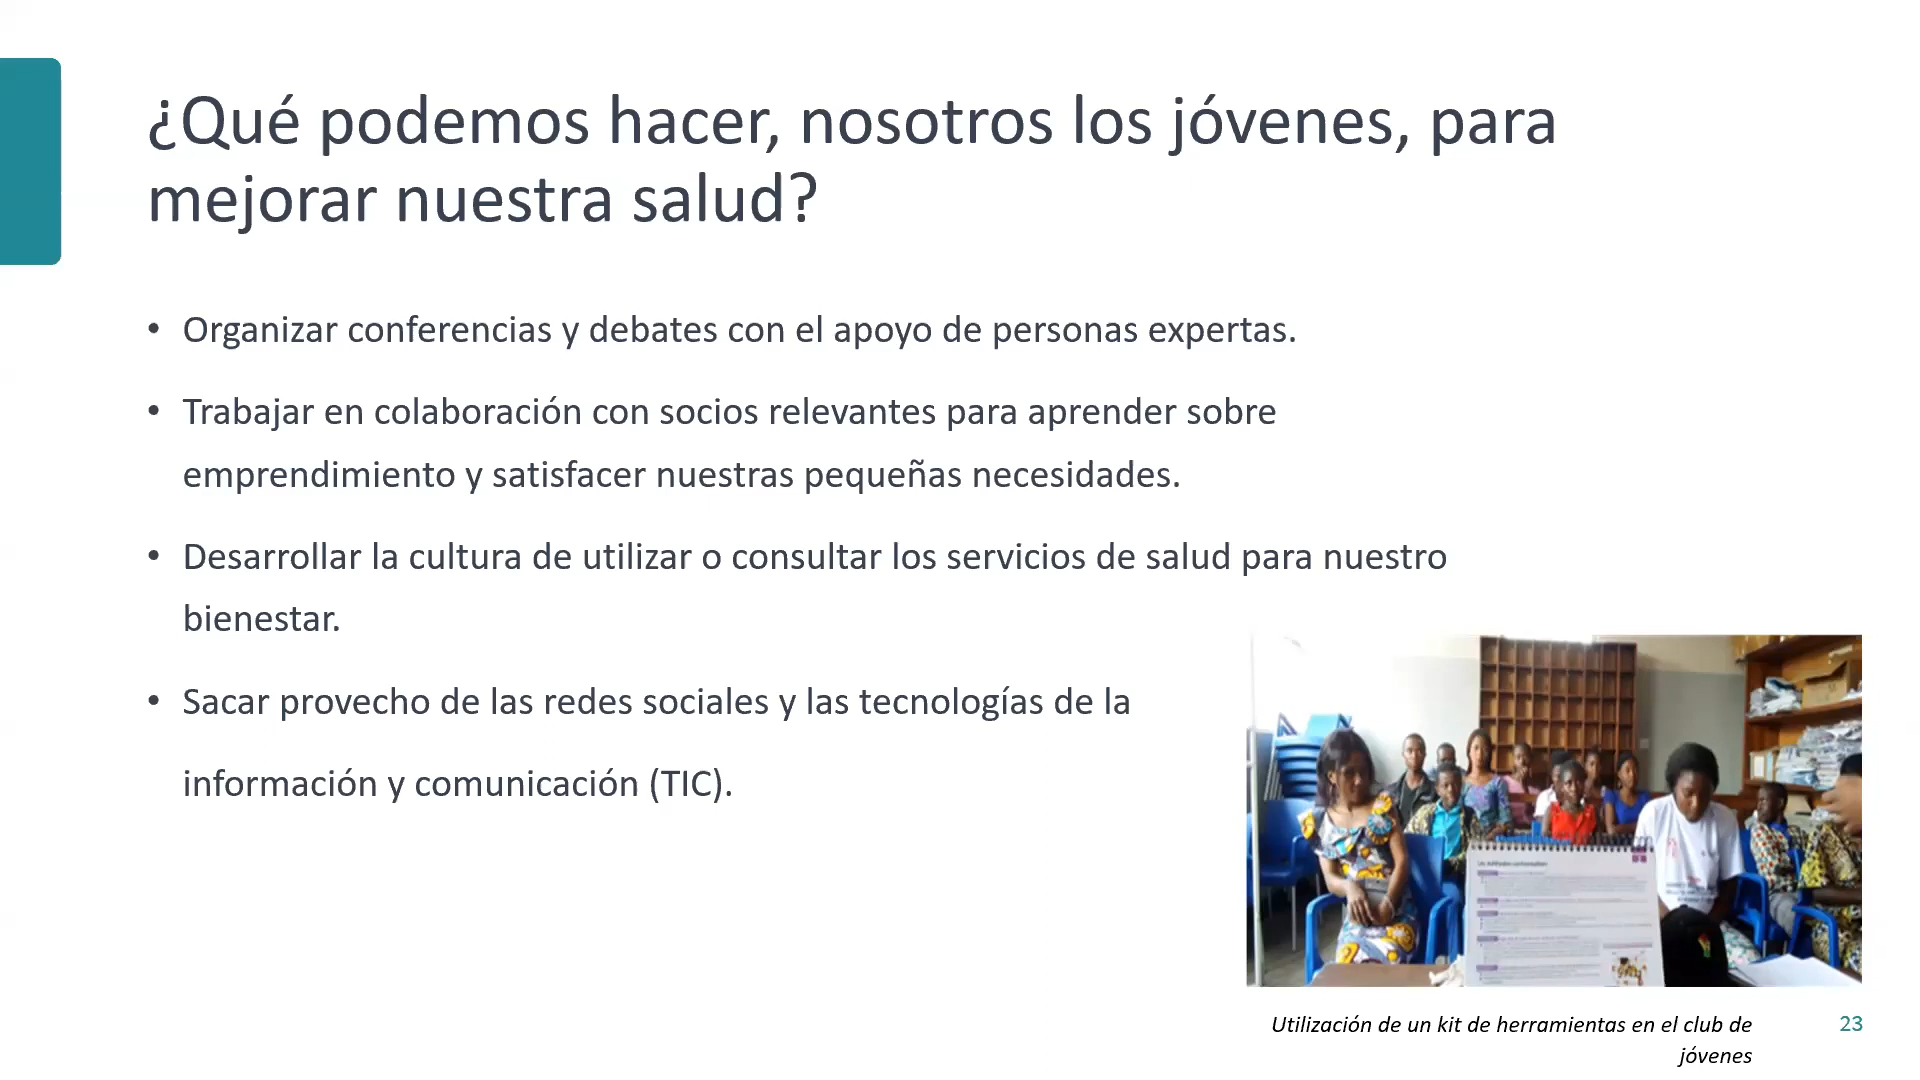 ¿Qué podemos hacer, nosotros los jóvenes, para
mejorar nuestra salud?
• Organizar conferencias y debates con el apoyo de personas expertas.
• Trabajar en colaboración con socios relevantes para aprender sobre
emprendimiento y satisfacer nuestras pequeñas necesidades.
• Desarrollar la cultura de utilizar o consultar los servicios de salud para nuestro
bienestar.
• Sacar provecho de las redes sociales y las tecnologías de la
información y comunicación (TIC).
Utilización de un kit de herramientas en el club de
jóvenes
23